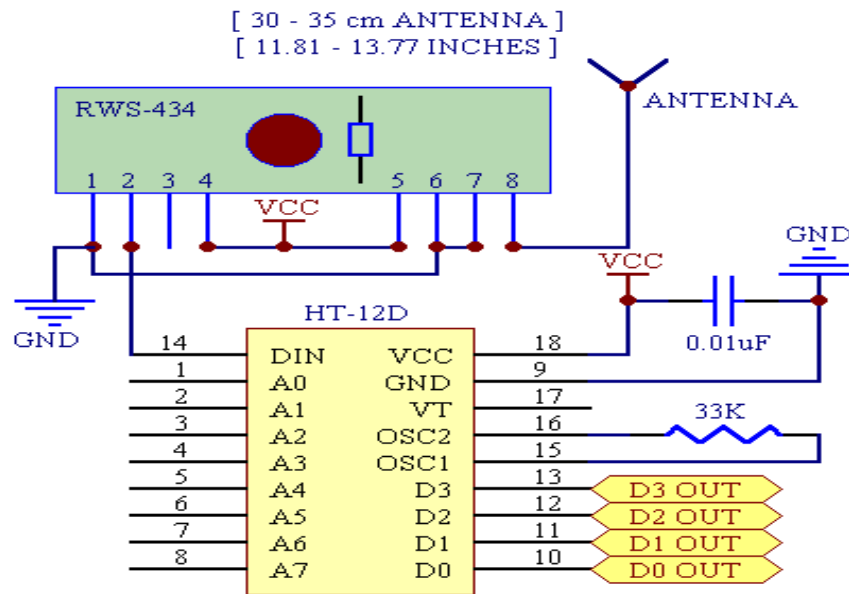 [ 30 - 35 cm ANTENNA ]
[ 11.81 - 13.77 INCHES ]
RWS-434
ANTENNA
1 2 3 4 5 6 7 8
VCC
GND
VCC
GND
HT-12D
0.01uF
14 DIN VCC 18
1 A0 GND 9
2 A1 VT 17
3 A2 OSC2 16
33K
4 A3 OSC1 15
5 A4 D3 13 D3 OUT
6 A5 D2 12 D2 OUT
7 A6 D1 11 D1 OUT
8 A7 D0 10 D0 OUT